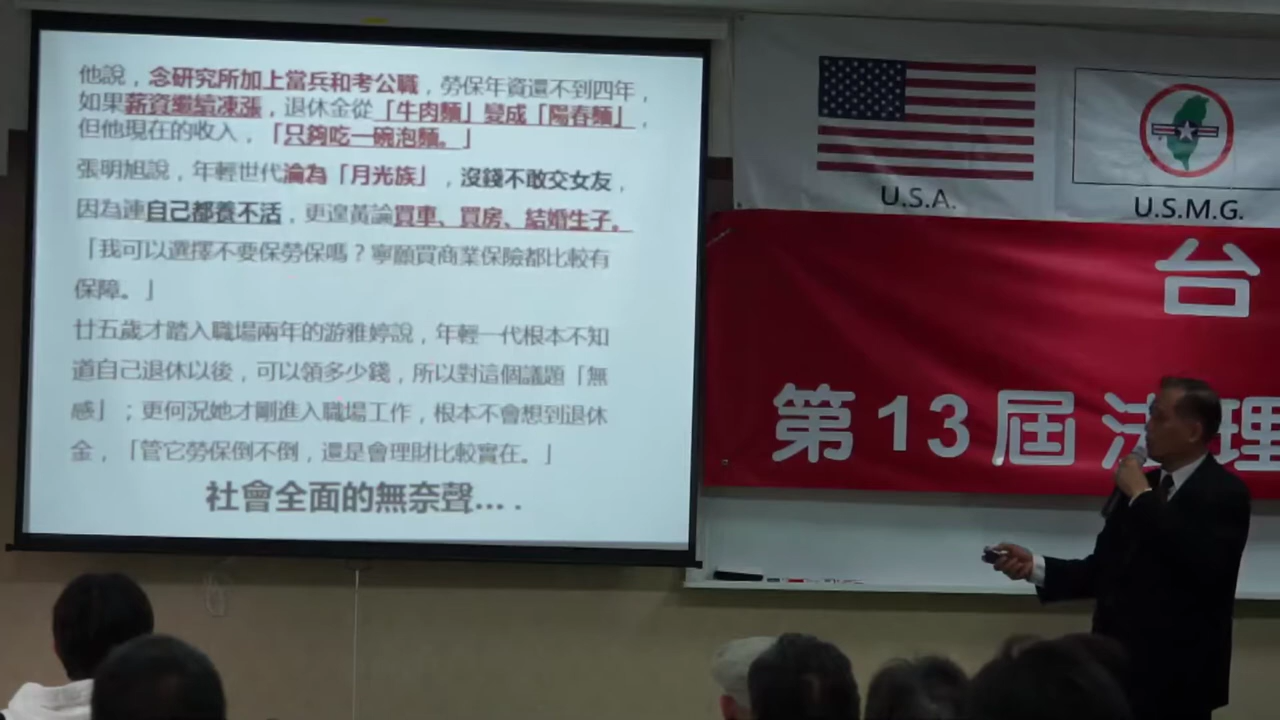 他說，念研究所加上當兵和考公職，勞保年資還不到四年，
如果薪資繼續凍漲，退休金從「牛肉麵」變成「陽春麵」，
但他現在的收入，「只夠吃一碗泡麵。」
張明旭說，年輕世代淪為「月光族」，沒錢不敢交女友，
因為連自己都養不活，更遑論買車、買房、結婚生子。
「我可以選擇不要保勞保嗎？寧願買商業保險都比較有
保障。」
廿五歲才踏入職場兩年的游雅婷說，年輕一代根本不知
道自己退休以後，可以領多少錢，所以對這個議題「無
感」；更何況她才剛進入職場工作，根本不會想到退休
金，「管它勞保倒不倒，還是會理財比較實在。」
社會全面的無奈聲... .
U.S.A.
U.S.M.G.
台
第13屆法理